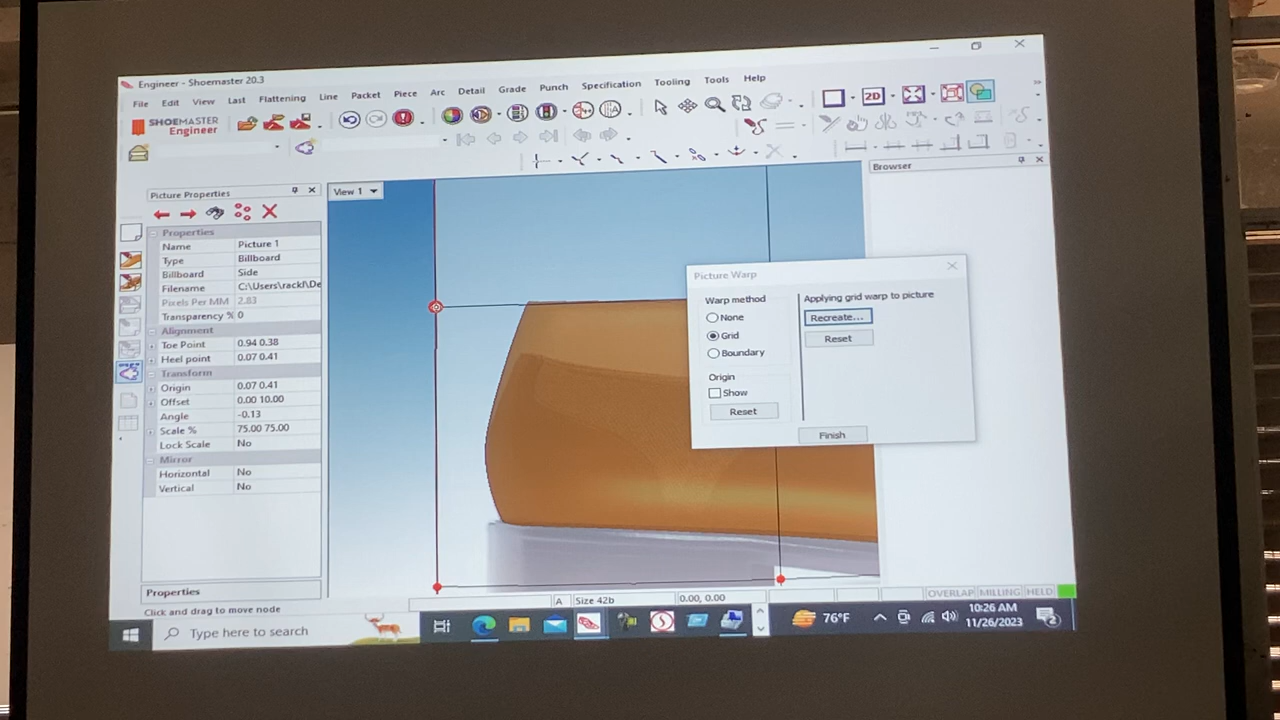 Engineer - Shoemaster 20.3
File Edit View Last Flattening Line Packet Piece Arc Detail Grade Punch Specification Tooling Tools Help
SHOEMASTER
Engineer
2D
Picture Properties
View 1
Browser
Properties
Name Picture 1
Type Billboard
Billboard Side
Filename C:\Users\rackl\De
Pixels Per MM 2.83
Transparency % 0
Alignment
Toe Point 0.94 0.38
Heel point 0.07 0.41
Transform
Origin 0.07 0.41
Offset 0.00 10.00
Angle -0.13
Scale % 75.00 75.00
Lock Scale No
Mirror
Horizontal No
Vertical No
Picture Warp
Warp method
None
Grid
Boundary
Origin
Show
Reset
Applying grid warp to picture
Recreate...
Reset
Finish
Properties
Click and drag to move node
A Size 42b 0.00, 0.00 OVERLAP MILLING HELD
Type here to search
76°F
10:26 AM
11/26/2023
2